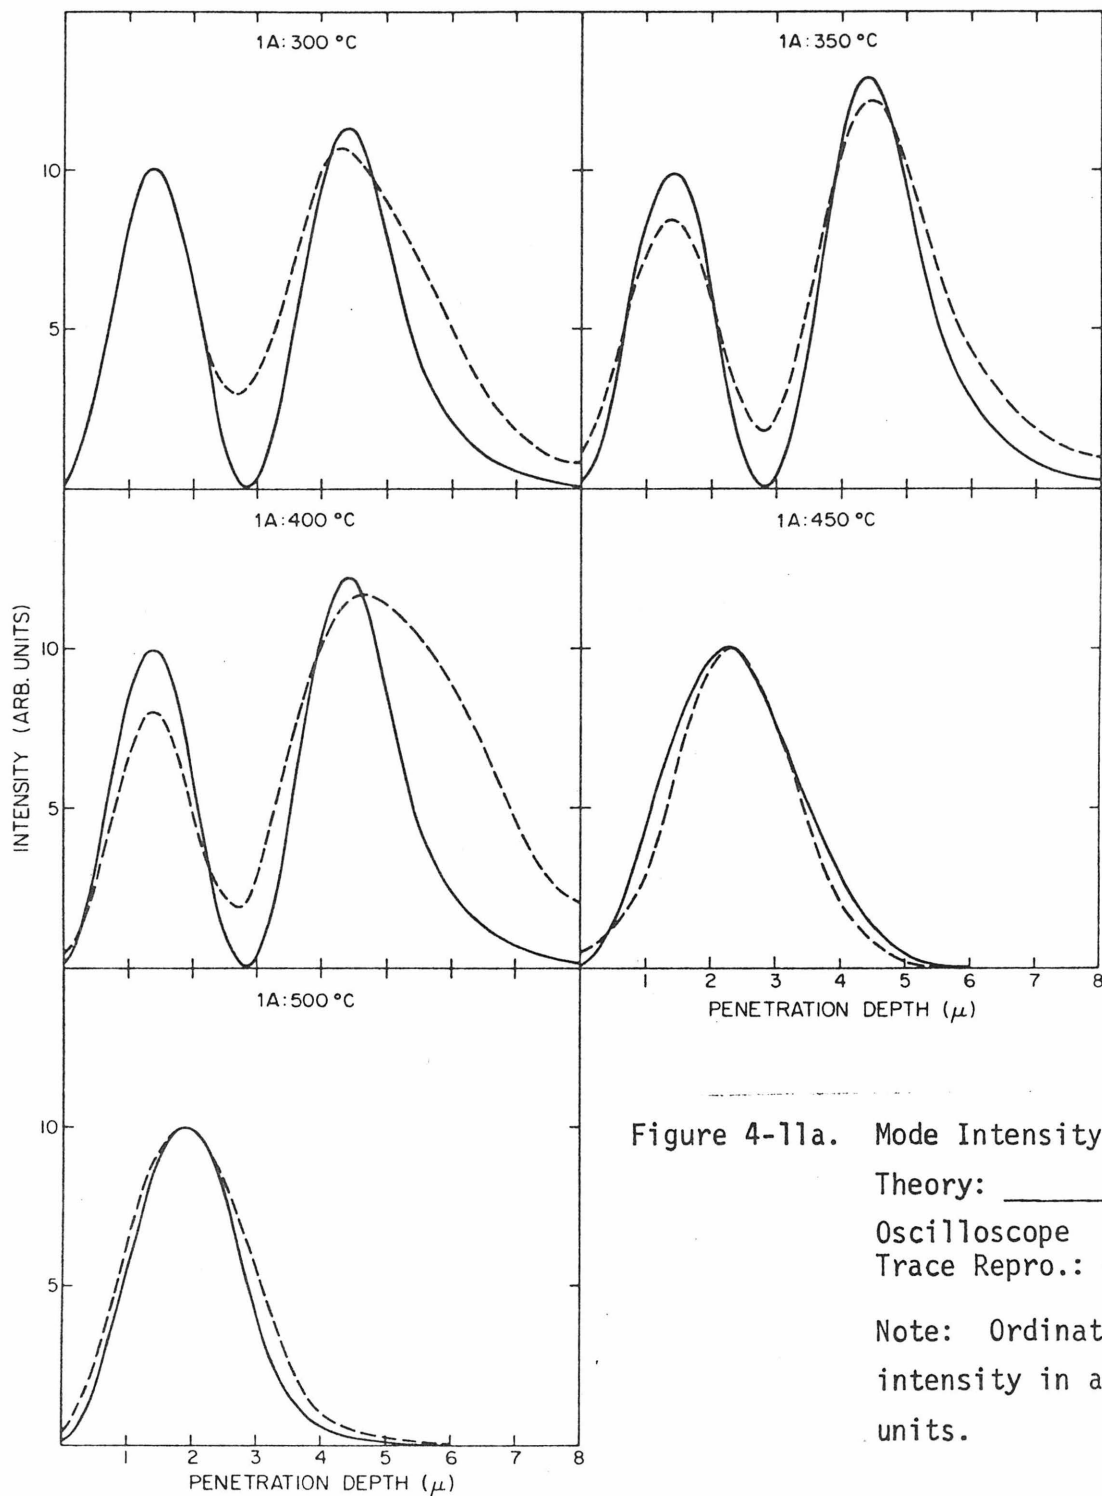 1A:300 °C
1A:350 °C
10
5
1A:400 °C
1A:450 °C
INTENSITY (ARB. UNITS)
10
5
1 2 3 4 5 6 7 8
PENETRATION DEPTH (μ)
1A:500 °C
10
5
1 2 3 4 5 6 7 8
PENETRATION DEPTH (μ)
Figure 4-11a. Mode Intensity
Theory:
Oscilloscope
Trace Repro.:
Note: Ordinat
intensity in a
units.